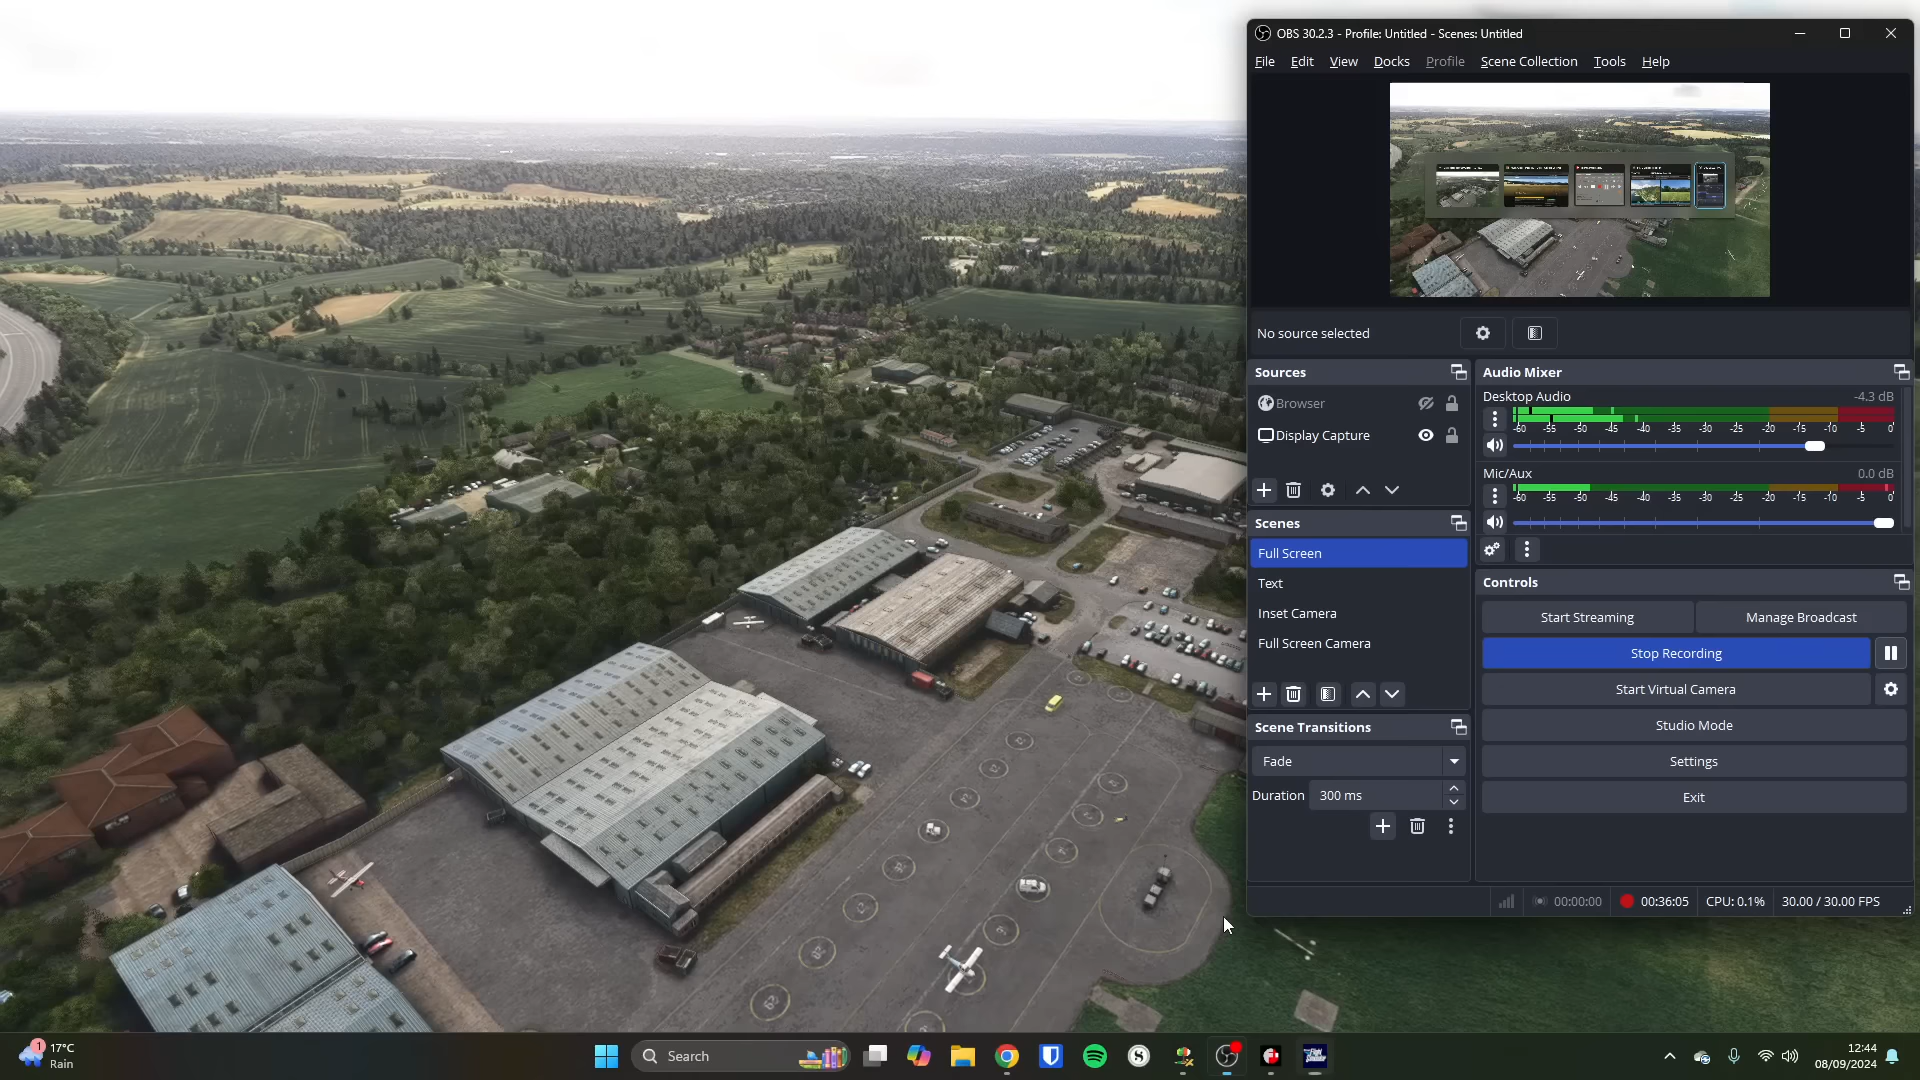 OBS 30.2.3 - Profile: Untitled - Scenes: Untitled
File Edit View Docks Profile Scene Collection Tools Help
No source selected
Sources
Browser
Display Capture
Audio Mixer
Desktop Audio -4.3 dB
-60 -55 -50 -45 -40 -35 -30 -25 -20 -15 -10 -5 0
Mic/Aux 0.0 dB
-60 -55 -50 -45 -40 -35 -30 -25 -20 -15 -10 -5 0
Scenes
Full Screen
Text
Inset Camera
Full Screen Camera
Scene Transitions
Fade
Duration 300 ms
Controls
Start Streaming Manage Broadcast
Stop Recording
Start Virtual Camera
Studio Mode
Settings
Exit
00:00:00 00:36:05 CPU: 0.1% 30.00 / 30.00 FPS
1
17°C
Rain
Search
12:44
08/09/2024